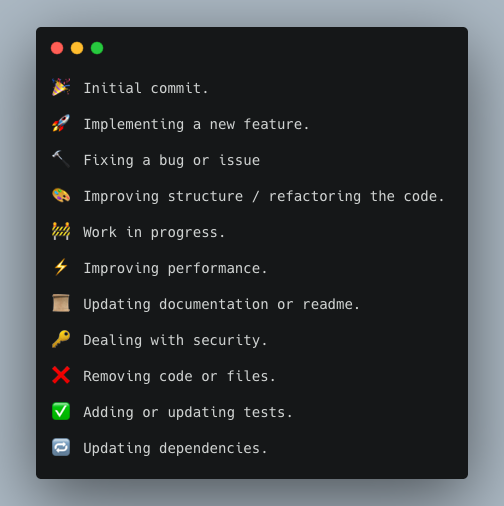 🎉 Initial commit.
🚀 Implementing a new feature.
⛏️ Fixing a bug or issue
🎨 Improving structure / refactoring the code.
🚧 Work in progress.
⚡ Improving performance.
📜 Updating documentation or readme.
🔑 Dealing with security.
❌ Removing code or files.
✅ Adding or updating tests.
🔁 Updating dependencies.